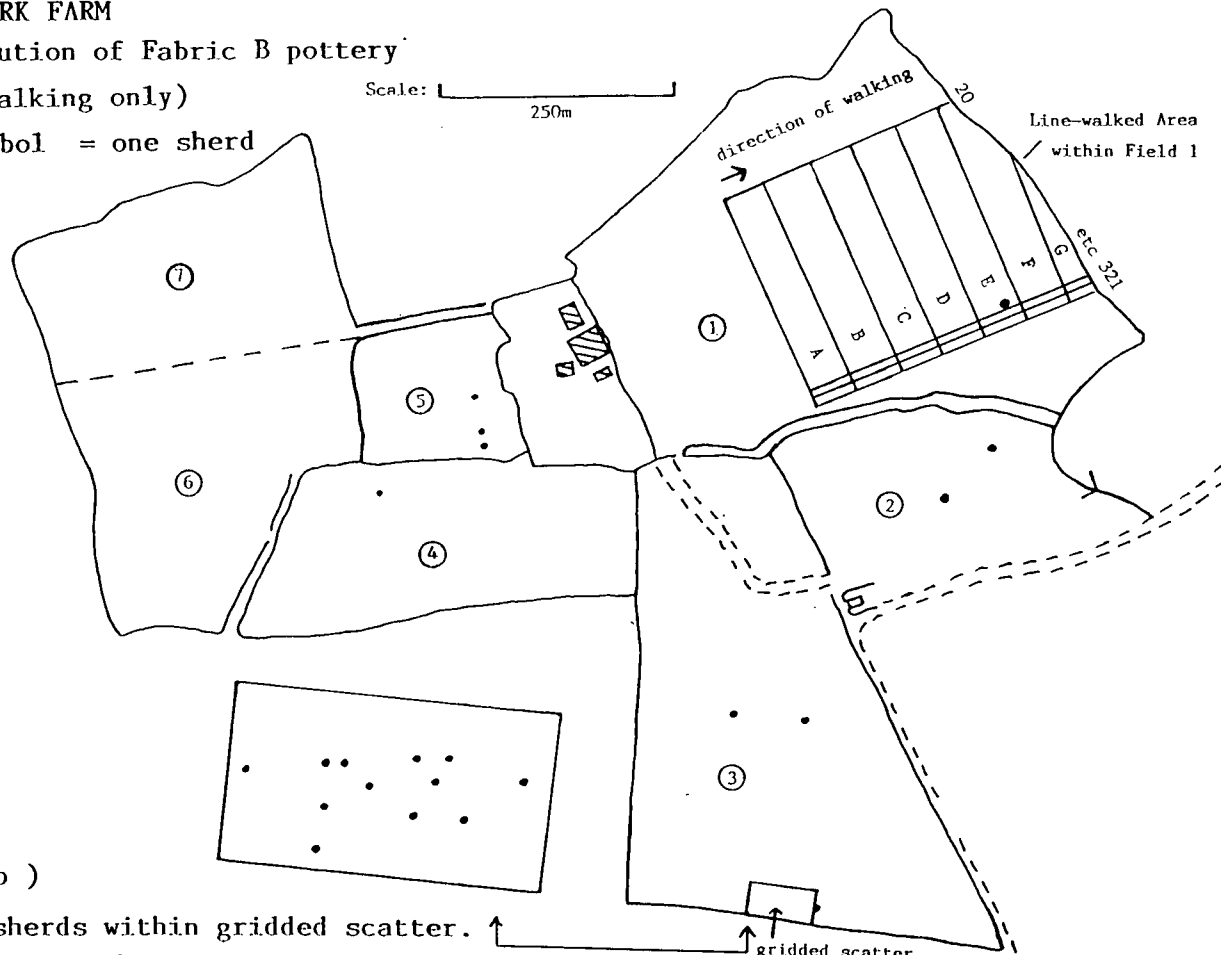 RK FARM
ution of Fabric B pottery
alking only)
bol = one sherd
Scale:
250m
direction of walking
20
Line-walked Area
within Field 1
etc 321
A
B
C
D
E
F
G
1
2
3
4
5
6
7
o )
sherds within gridded scatter.
gridded scatter